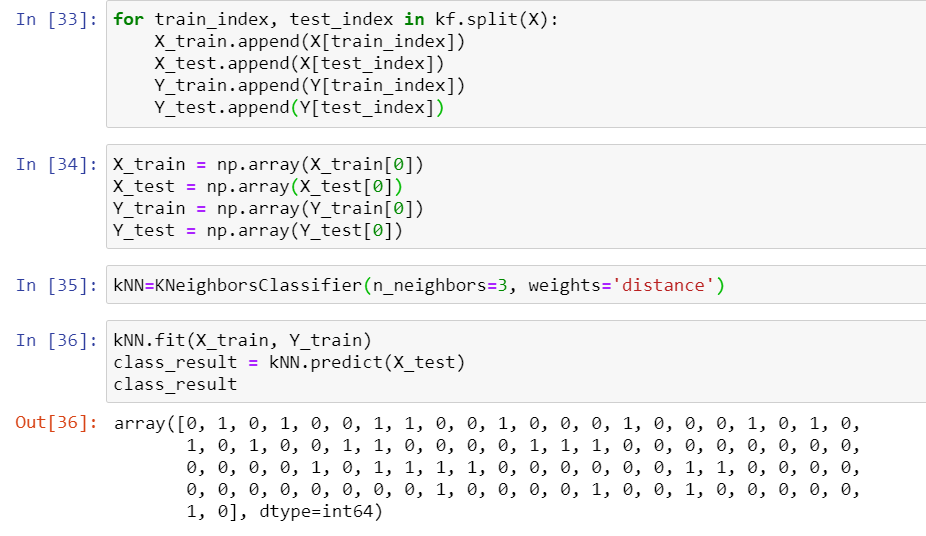 In [33]: for train_index, test_index in kf.split(X):
    X_train.append(X[train_index])
    X_test.append(X[test_index])
    Y_train.append(Y[train_index])
    Y_test.append(Y[test_index])
In [34]: X_train = np.array(X_train[0])
X_test = np.array(X_test[0])
Y_train = np.array(Y_train[0])
Y_test = np.array(Y_test[0])
In [35]: kNN=KNeighborsClassifier(n_neighbors=3, weights='distance')
In [36]: kNN.fit(X_train, Y_train)
class_result = kNN.predict(X_test)
class_result
Out[36]: array([0, 1, 0, 1, 0, 0, 1, 1, 0, 0, 1, 0, 0, 0, 1, 0, 0, 0, 1, 0, 1, 0,
       1, 0, 1, 0, 0, 1, 1, 0, 0, 0, 0, 1, 1, 1, 0, 0, 0, 0, 0, 0, 0, 0,
       0, 0, 0, 0, 1, 0, 1, 1, 1, 1, 0, 0, 0, 0, 0, 0, 1, 1, 0, 0, 0, 0,
       0, 0, 0, 0, 0, 0, 0, 0, 1, 0, 0, 0, 0, 1, 0, 0, 1, 0, 0, 0, 0, 0,
       1, 0], dtype=int64)